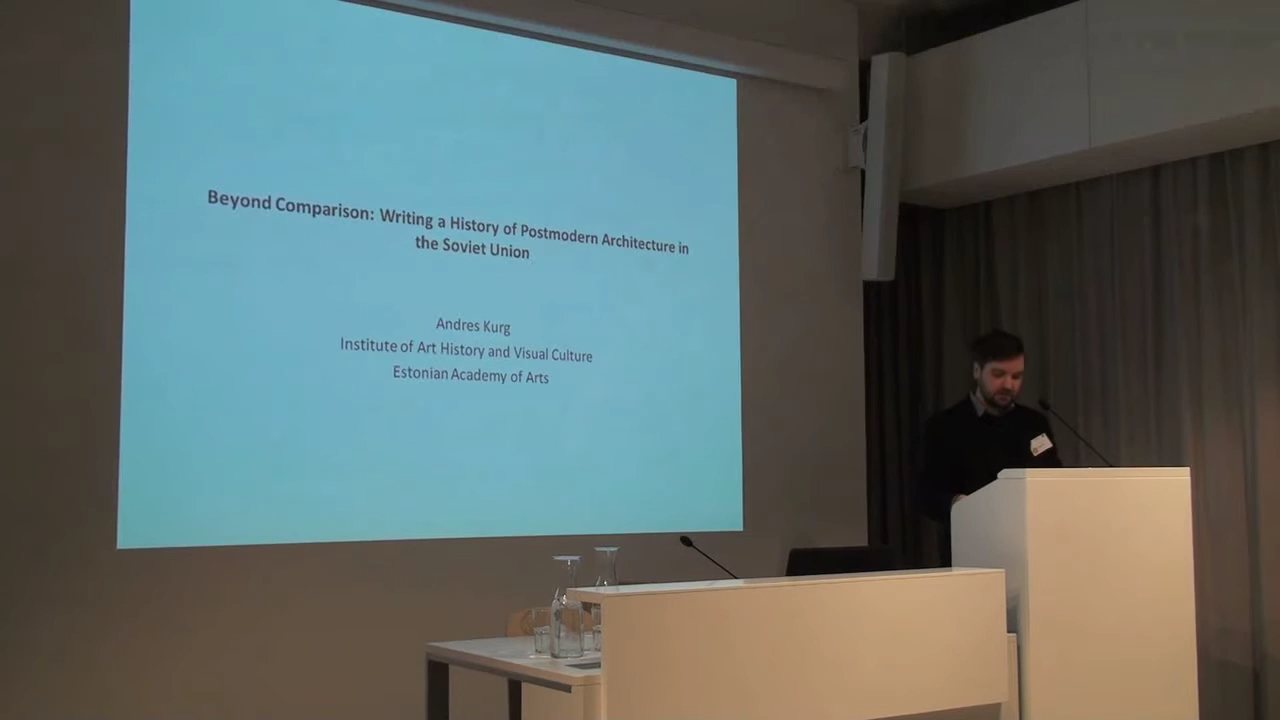 Beyond Comparison: Writing a History of Postmodern Architecture in
the Soviet Union
Andres Kurg
Institute of Art History and Visual Culture
Estonian Academy of Arts